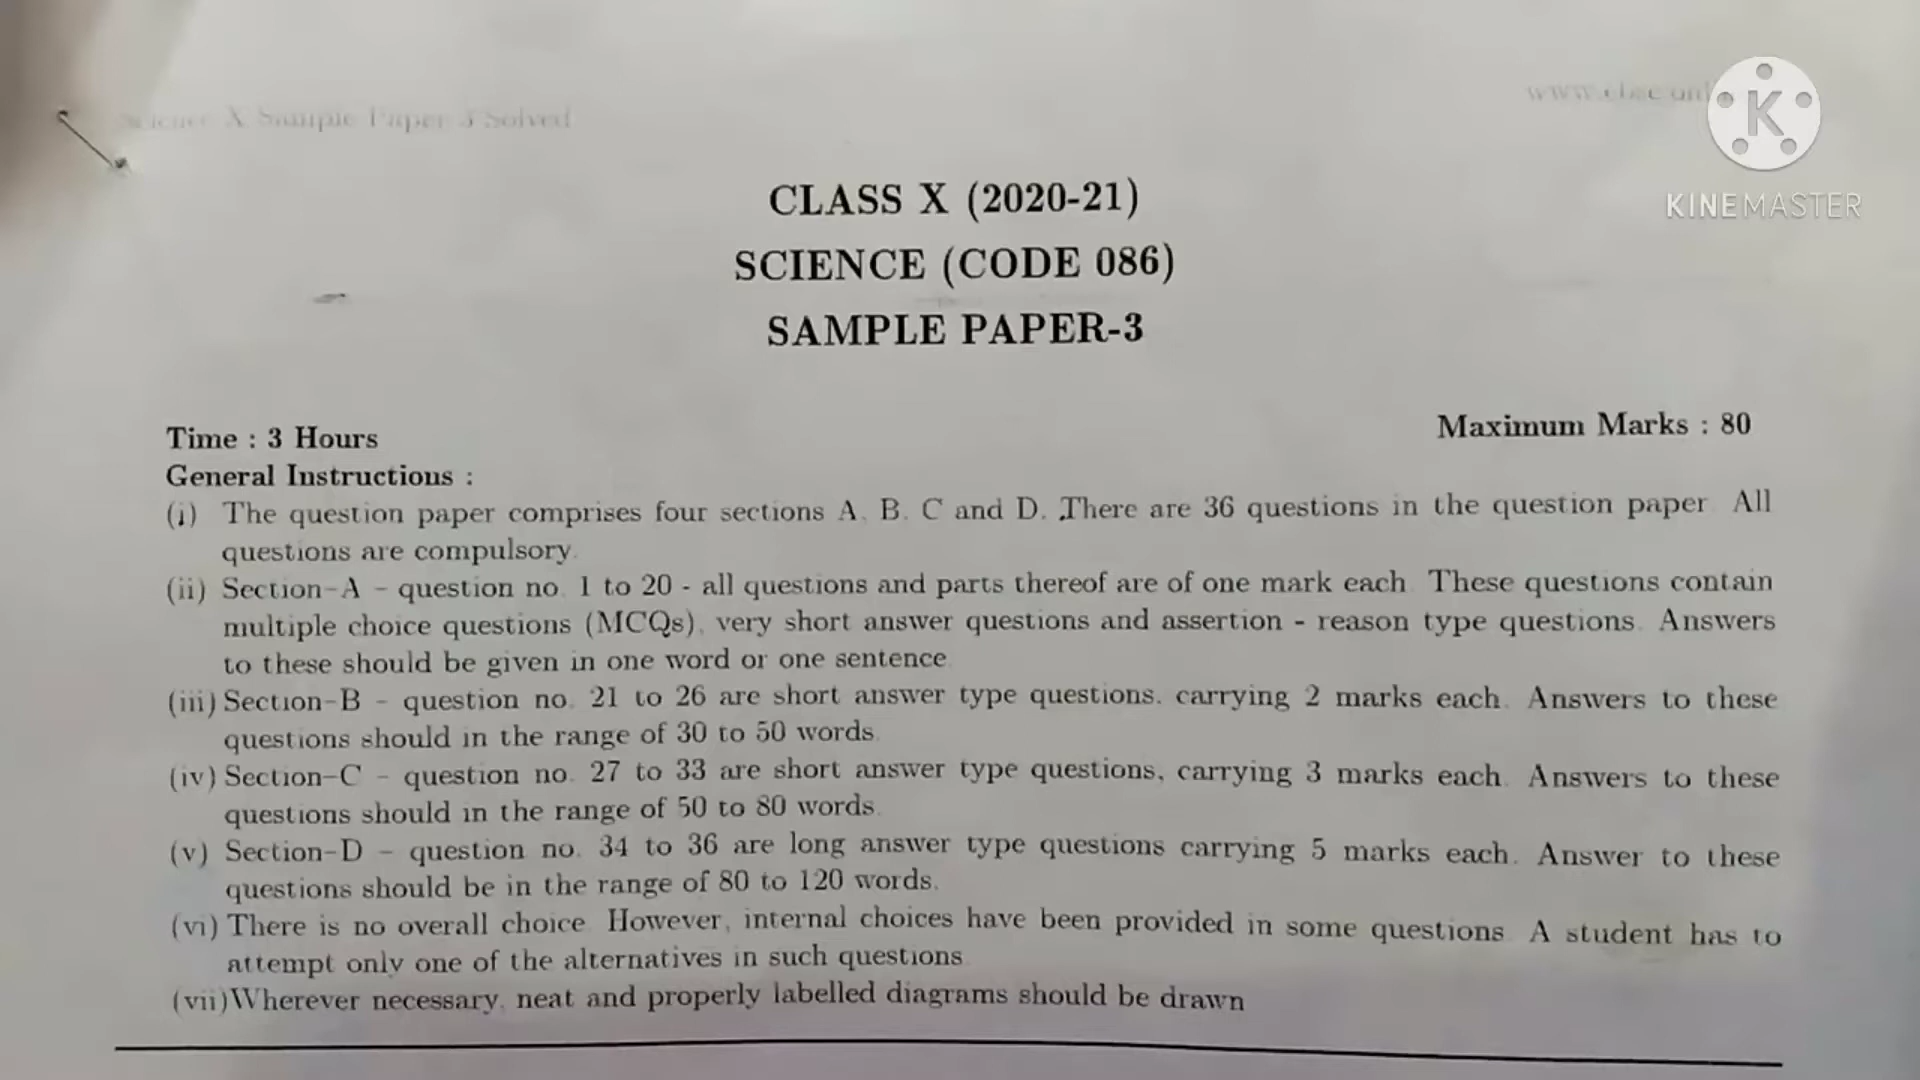 Science X Sample Paper 3 Solved
KINEMASTER
CLASS X (2020-21)
SCIENCE (CODE 086)
SAMPLE PAPER-3
Time : 3 Hours
Maximum Marks : 80
General Instructions :
(i) The question paper comprises four sections A, B, C and D. There are 36 questions in the question paper. All
questions are compulsory.
(ii) Section-A - question no. 1 to 20 - all questions and parts thereof are of one mark each. These questions contain
multiple choice questions (MCQs), very short answer questions and assertion - reason type questions. Answers
to these should be given in one word or one sentence.
(iii) Section-B - question no. 21 to 26 are short answer type questions, carrying 2 marks each. Answers to these
questions should in the range of 30 to 50 words.
(iv) Section-C - question no. 27 to 33 are short answer type questions, carrying 3 marks each. Answers to these
questions should in the range of 50 to 80 words.
(v) Section-D - question no. 34 to 36 are long answer type questions carrying 5 marks each. Answer to these
questions should be in the range of 80 to 120 words.
(vi) There is no overall choice. However, internal choices have been provided in some questions. A student has to
attempt only one of the alternatives in such questions.
(vii) Wherever necessary, neat and properly labelled diagrams should be drawn